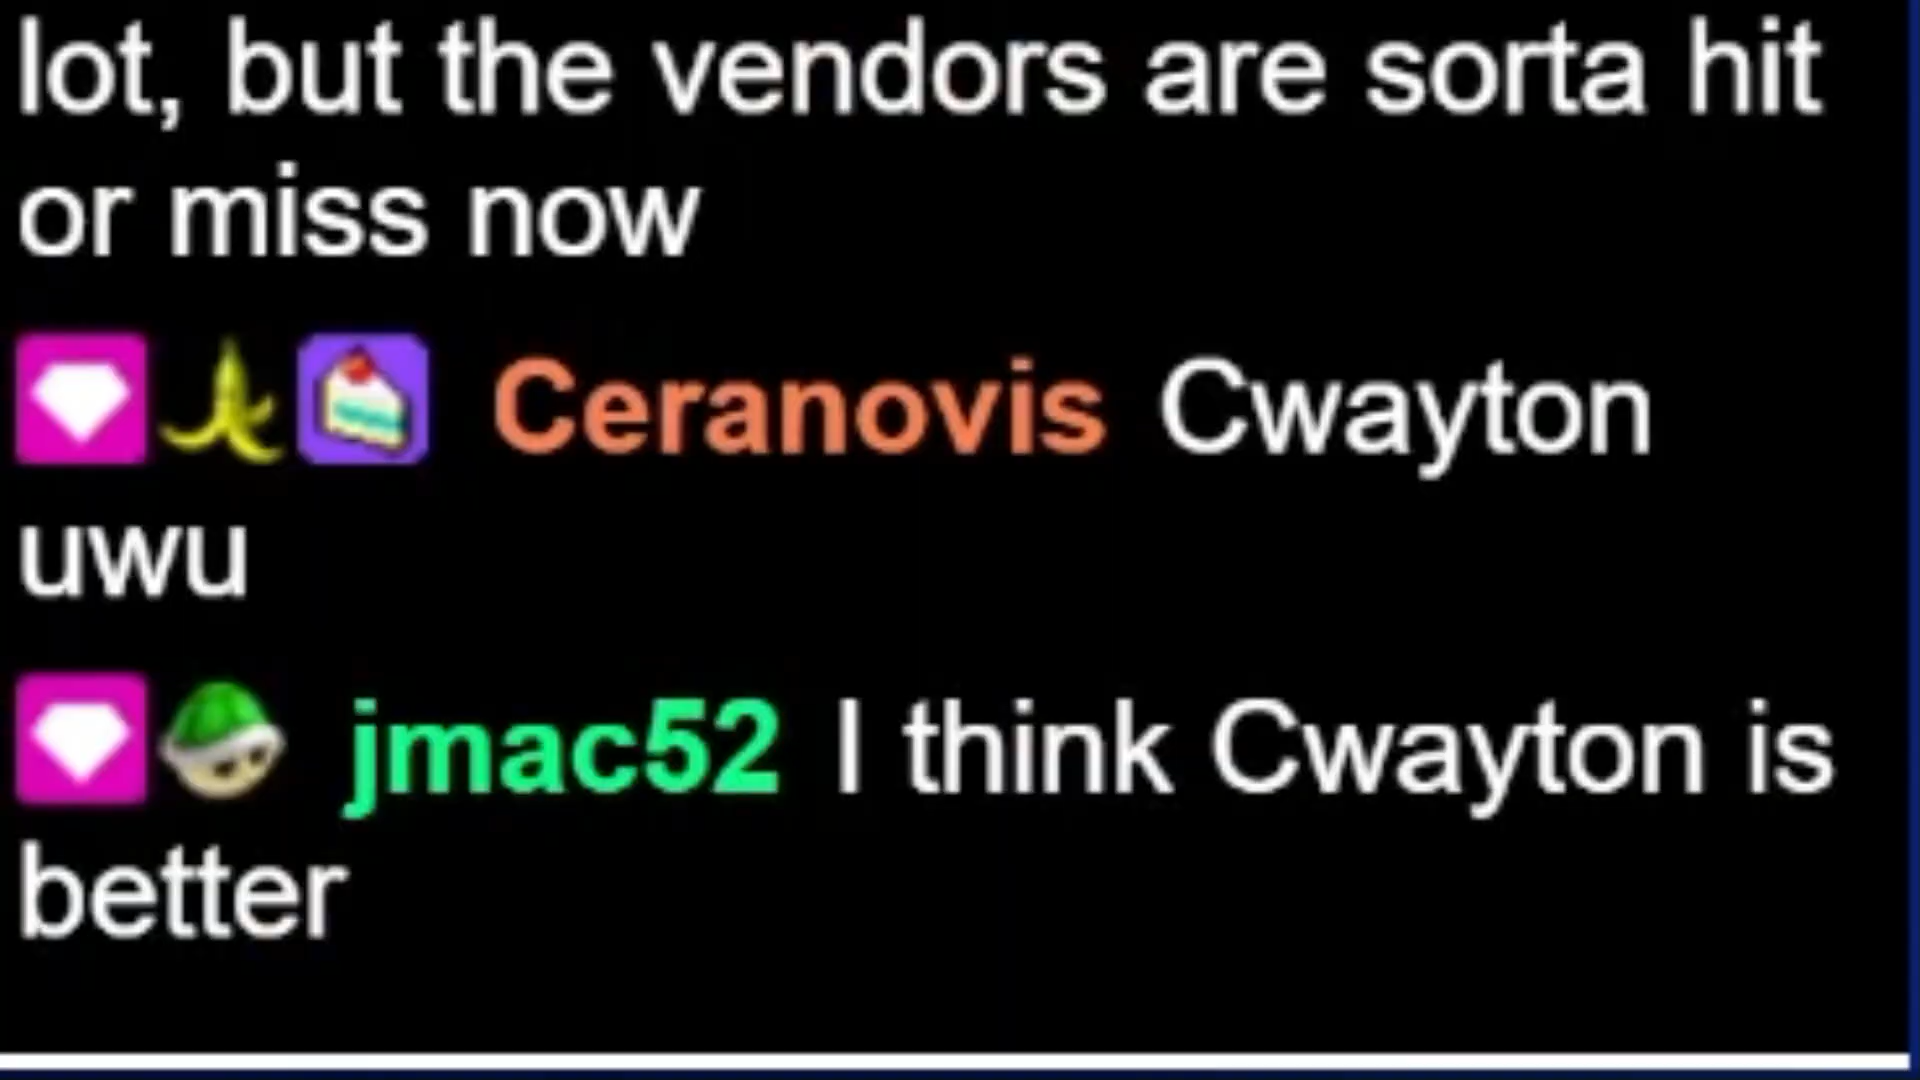 lot, but the vendors are sorta hit
or miss now
Ceranovis Cwayton
uwu
jmac52 I think Cwayton is
better